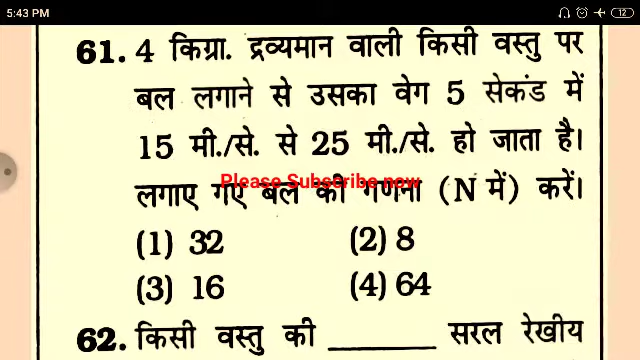 5:43 PM
12
61. 4 किग्रा. द्रव्यमान वाली किसी वस्तु पर
बल लगाने से उसका वेग 5 सेकंड में
15 मी./से. से 25 मी./से. हो जाता है।
Please Subscribe now
लगाए गए बल की गणना (N में) करें।
(1) 32 (2) 8
(3) 16 (4) 64
62. किसी वस्तु की ________ सरल रेखीय